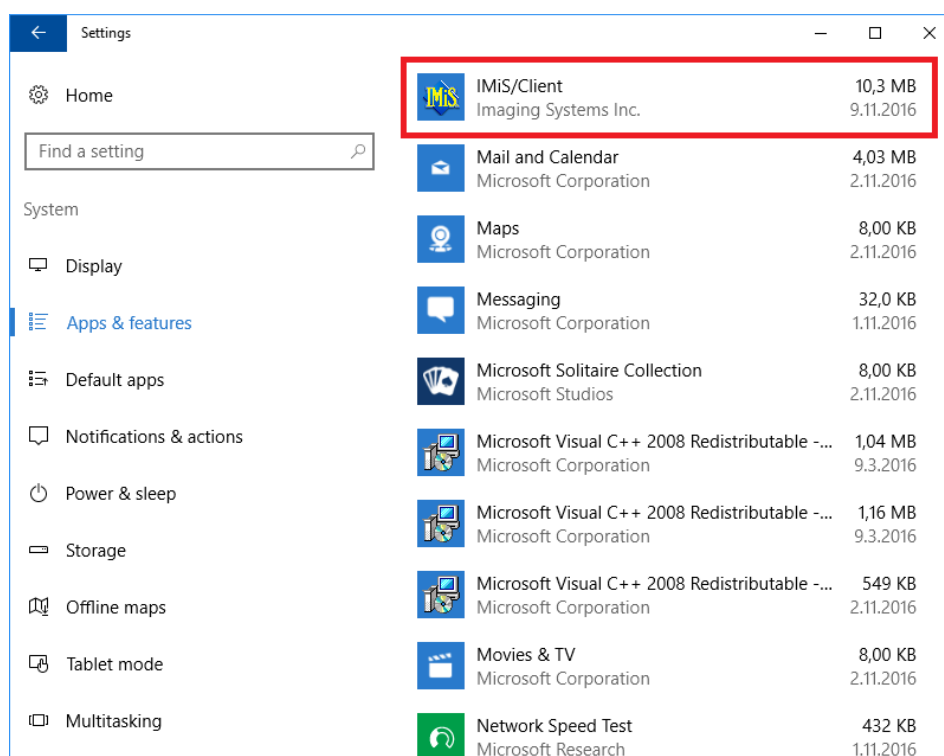 Settings
Home
Find a setting
System
Display
Apps & features
Default apps
Notifications & actions
Power & sleep
Storage
Offline maps
Tablet mode
Multitasking
IMiS
IMiS/Client 10,3 MB
Imaging Systems Inc. 9.11.2016
Mail and Calendar 4,03 MB
Microsoft Corporation 2.11.2016
Maps 8,00 KB
Microsoft Corporation 2.11.2016
Messaging 32,0 KB
Microsoft Corporation 1.11.2016
Microsoft Solitaire Collection 8,00 KB
Microsoft Studios 2.11.2016
Microsoft Visual C++ 2008 Redistributable -... 1,04 MB
Microsoft Corporation 9.3.2016
Microsoft Visual C++ 2008 Redistributable -... 1,16 MB
Microsoft Corporation 9.3.2016
Microsoft Visual C++ 2008 Redistributable -... 549 KB
Microsoft Corporation 2.11.2016
Movies & TV 8,00 KB
Microsoft Corporation 2.11.2016
Network Speed Test 432 KB
Microsoft Research 1.11.2016